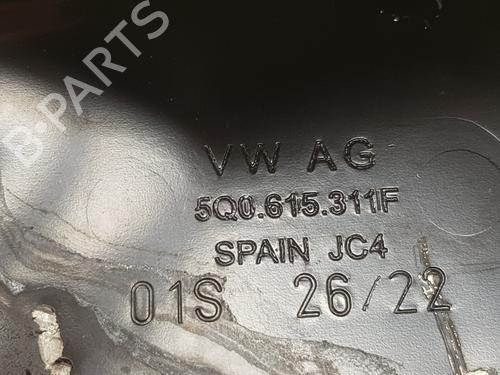 B-PARTS
VW AG
5Q0.615.311F
SPAIN JC4
01S 26/22